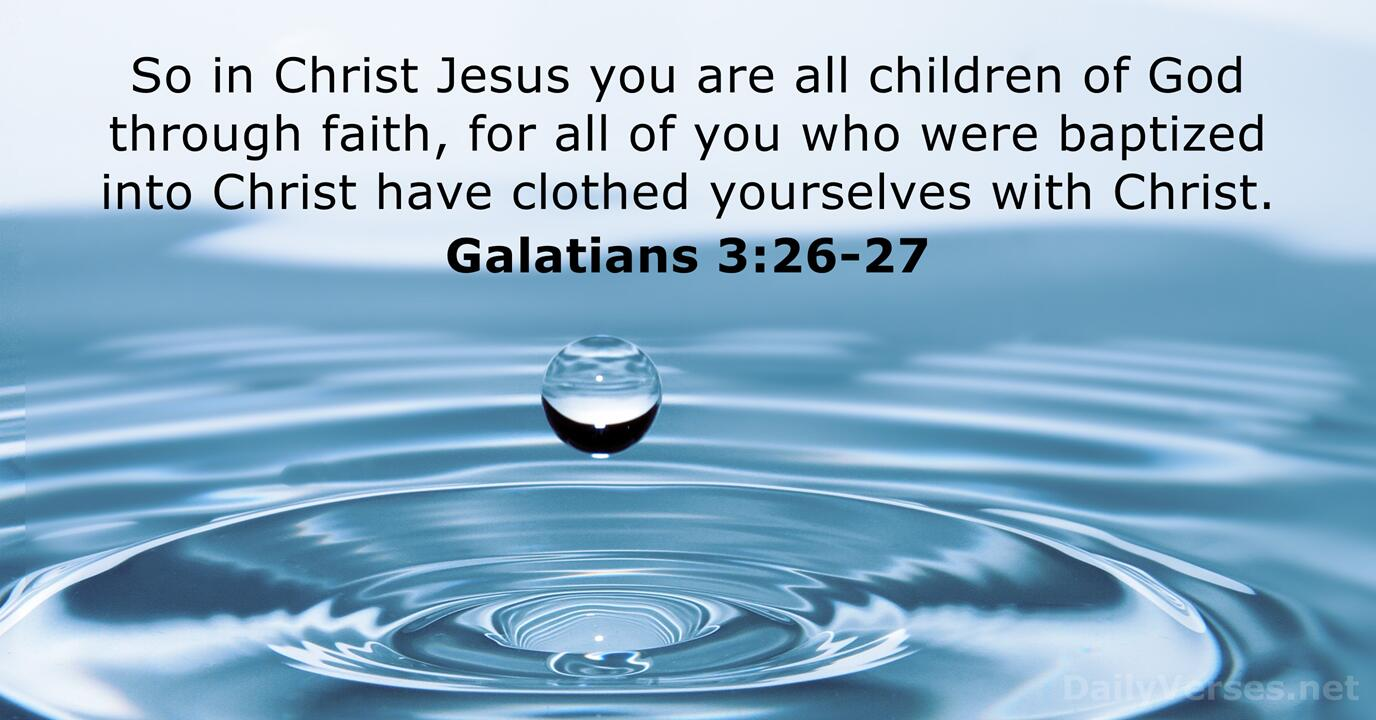 So in Christ Jesus you are all children of God
through faith, for all of you who were baptized
into Christ have clothed yourselves with Christ.
Galatians 3:26-27
DailyVerses.net